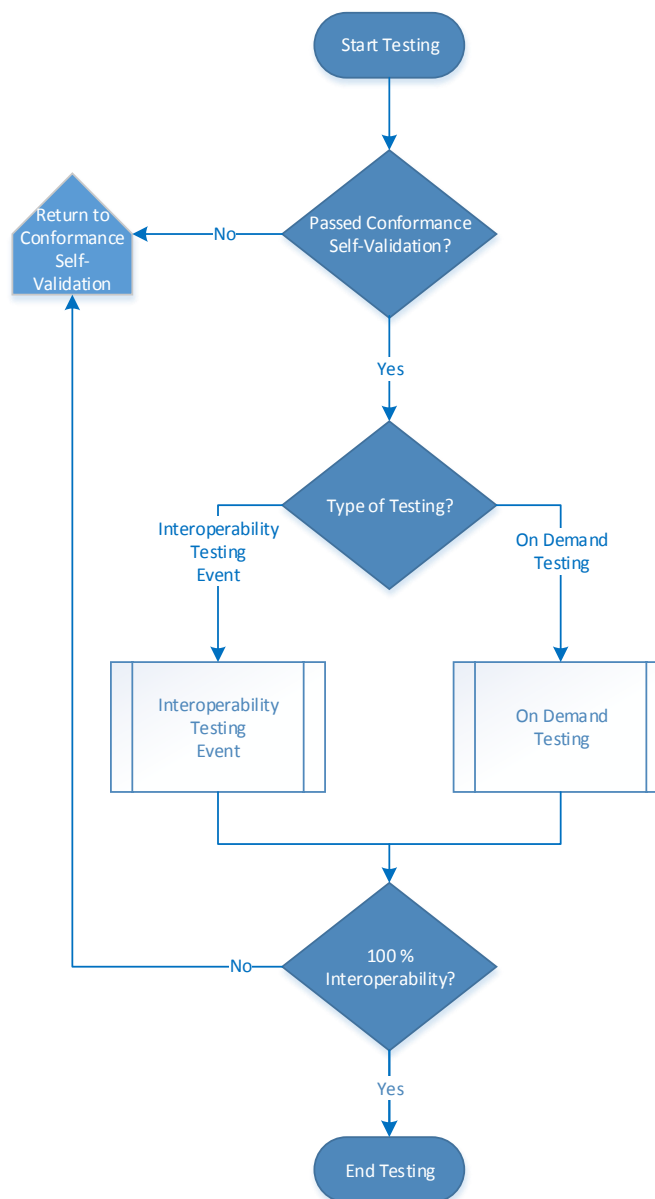 Start Testing
Return to
Conformance
Self-
Validation
No
Passed Conformance
Self-Validation?
Yes
Type of Testing?
Interoperability
Testing
Event
On Demand
Testing
Interoperability
Testing
Event
On Demand
Testing
100 %
Interoperability?
No
Yes
End Testing